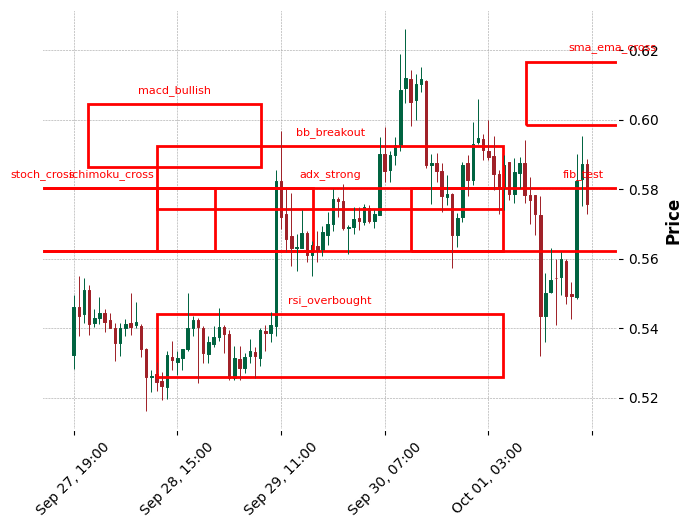 sma_ema_cross
0.62
macd_bullish
0.60
bb_breakout
stoch_cross
ichimoku_cross
adx_strong
fib_test
0.58
Price
0.56
rsi_overbought
0.54
0.52
Sep 27, 19:00
Sep 28, 15:00
Sep 29, 11:00
Sep 30, 07:00
Oct 01, 03:00